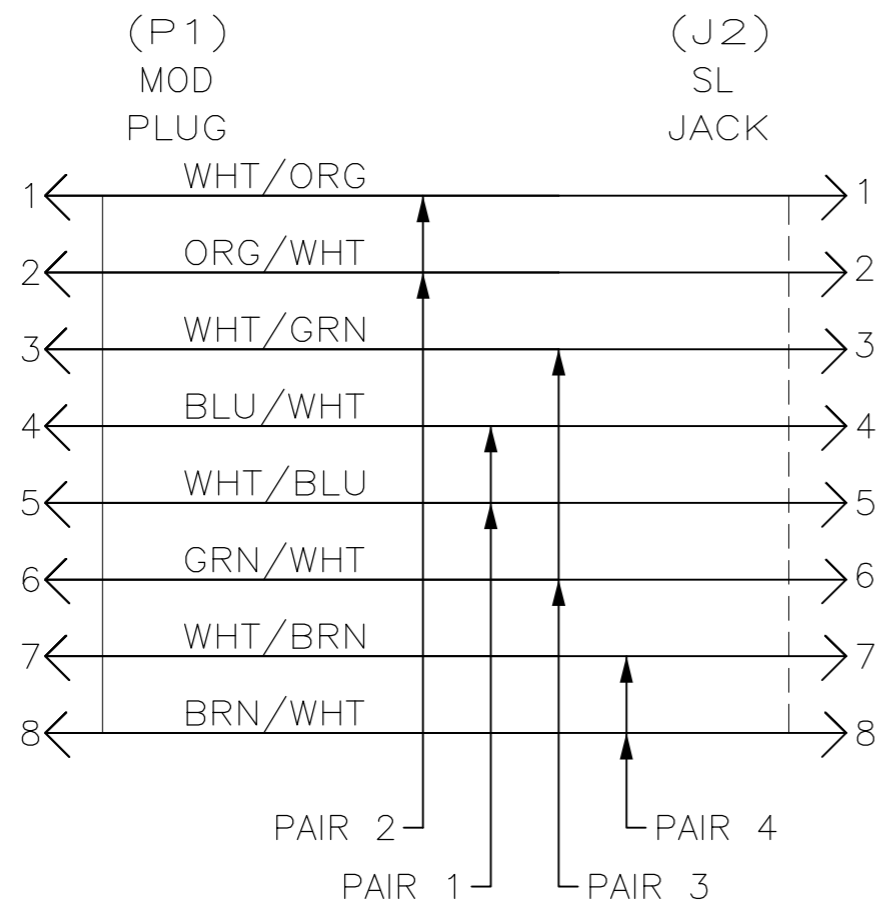 (P1)
MOD
PLUG
(J2)
SL
JACK
1 WHT/ORG 1
2 ORG/WHT 2
3 WHT/GRN 3
4 BLU/WHT 4
5 WHT/BLU 5
6 GRN/WHT 6
7 WHT/BRN 7
8 BRN/WHT 8
PAIR 2 PAIR 4
PAIR 1 PAIR 3